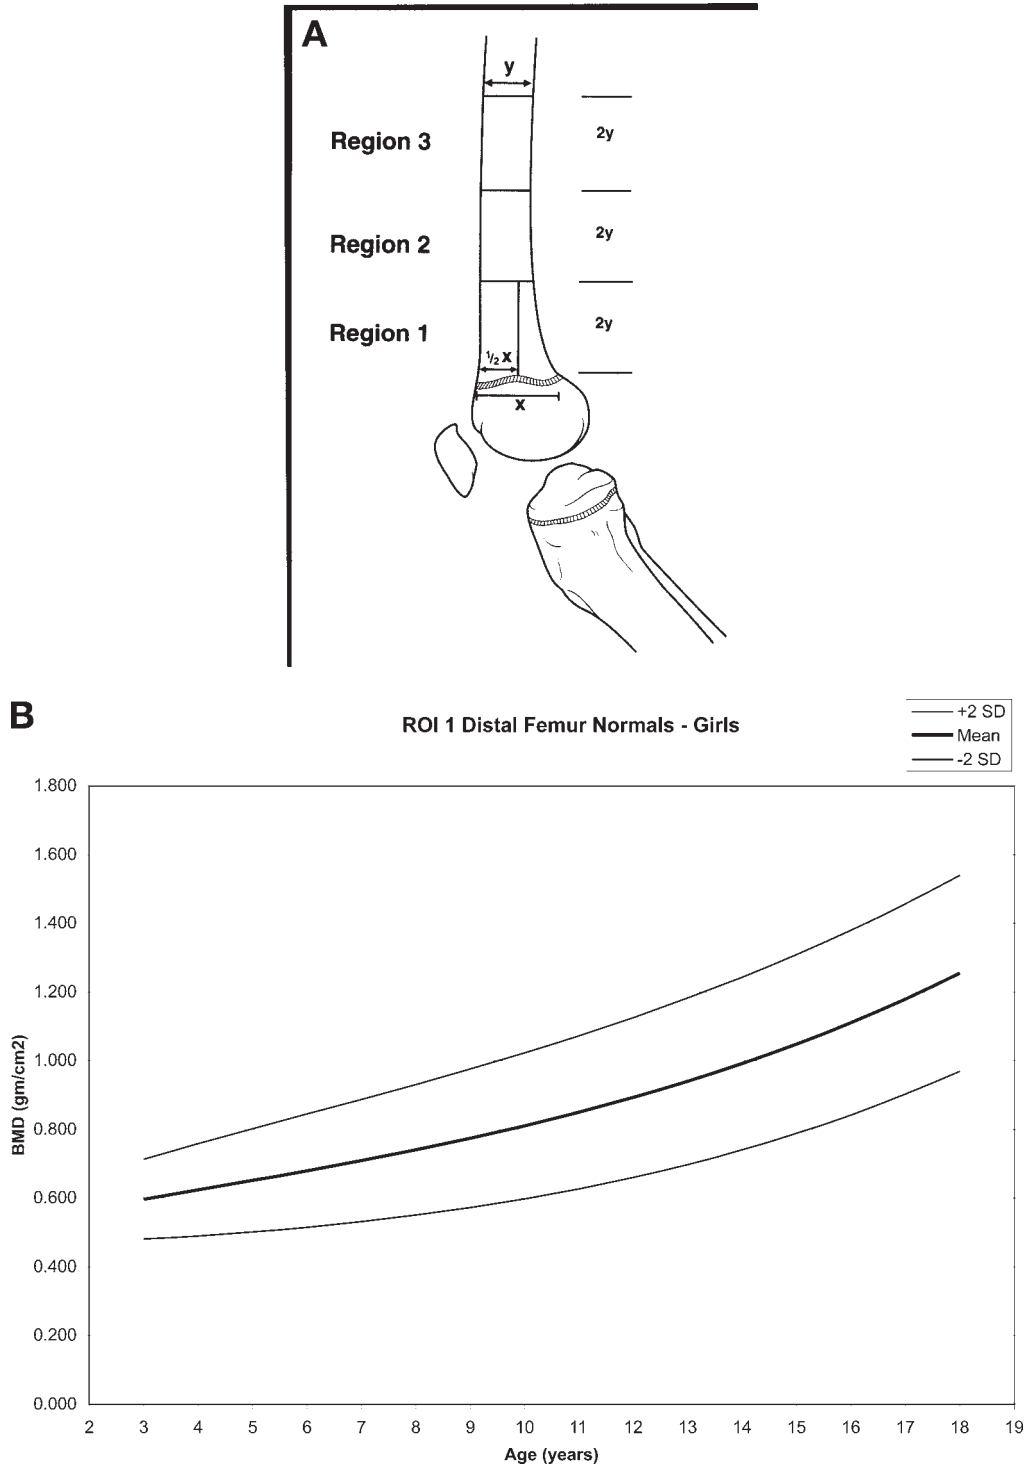 A
y
Region 3
2y
Region 2
2y
Region 1
2y
1/2 x
x
B
ROI 1 Distal Femur Normals - Girls
+2 SD
Mean
-2 SD
1.800
1.600
1.400
1.200
1.000
0.800
0.600
0.400
0.200
0.000
BMD (gm/cm2)
2 3 4 5 6 7 8 9 10 11 12 13 14 15 16 17 18 19
Age (years)